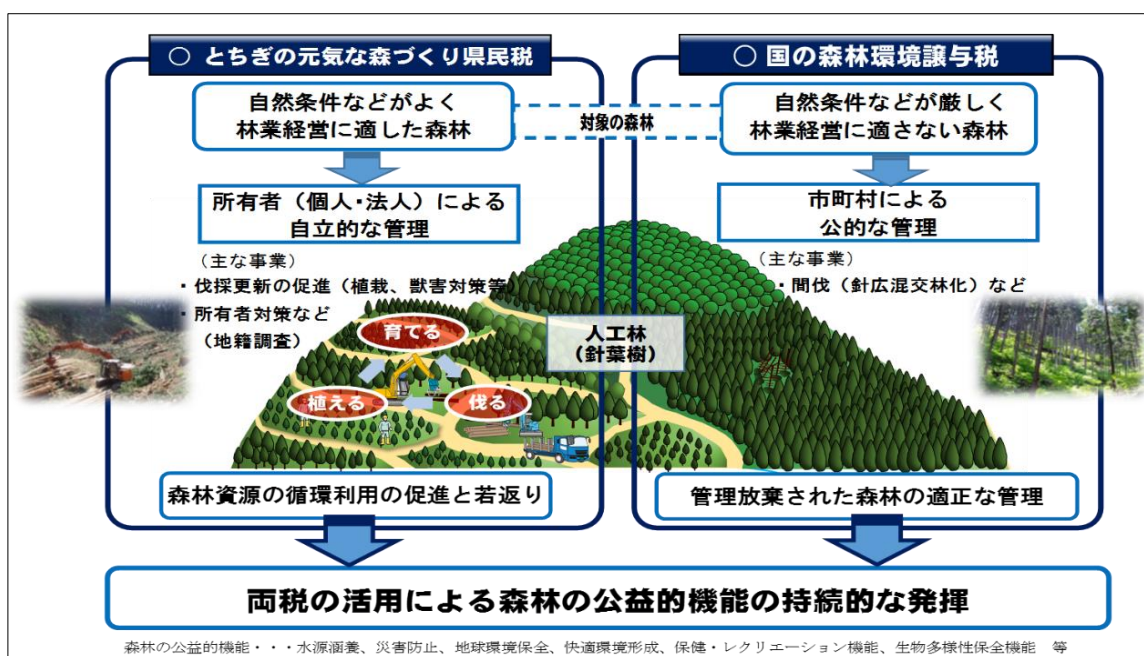 ○ とちぎの元気な森づくり県民税
自然条件などがよく
林業経営に適した森林
所有者（個人・法人）による
自立的な管理
（主な事業）
・伐採更新の促進（植栽、獣害対策等）
・所有者対策など
（地籍調査）
育てる
植える
伐る
森林資源の循環利用の促進と若返り
対象の森林
人工林
（針葉樹）
○ 国の森林環境譲与税
自然条件などが厳しく
林業経営に適さない森林
市町村による
公的な管理
（主な事業）
・間伐（針広混交林化）など
管理放棄された森林の適正な管理
両税の活用による森林の公益的機能の持続的な発揮
森林の公益的機能・・・水源涵養、災害防止、地球環境保全、快適環境形成、保健・レクリエーション機能、生物多様性保全機能　等